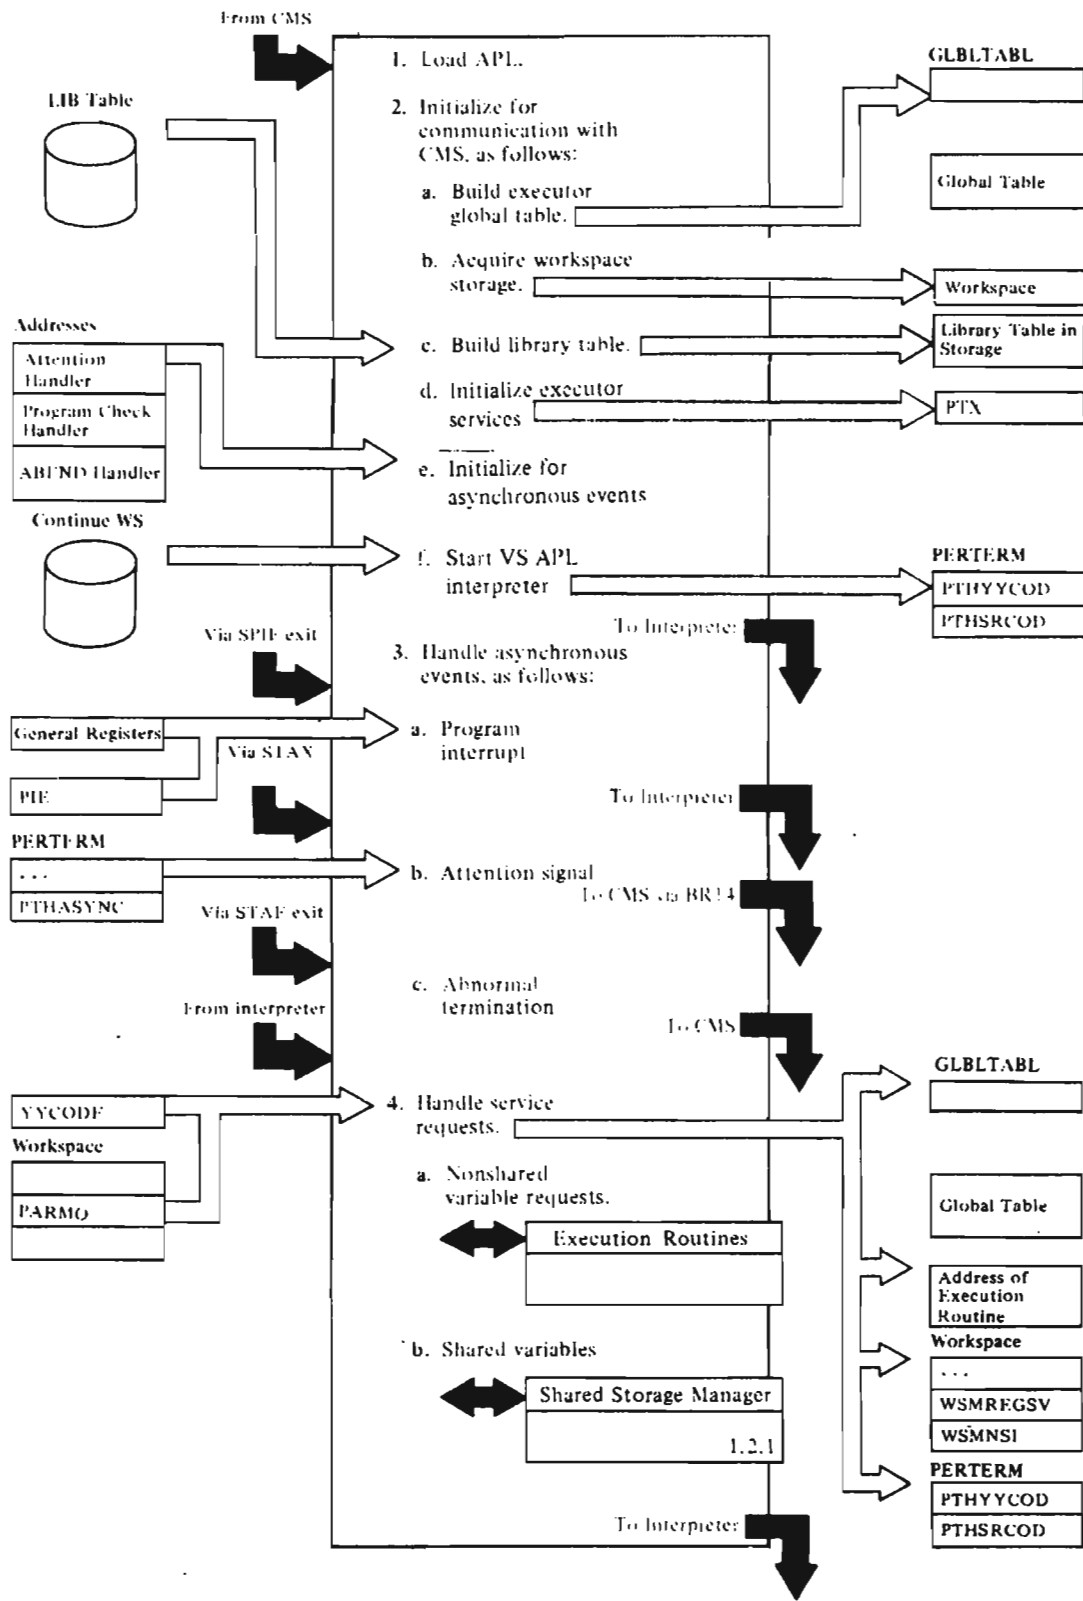 From CMS
1. Load APL.
GLBLTABL
LIB Table
2. Initialize for
communication with
CMS, as follows:
a. Build executor
global table.
Global Table
b. Acquire workspace
storage.
Workspace
Addresses
Attention
Handler
Program Check
Handler
ABEND Handler
c. Build library table.
Library Table in
Storage
d. Initialize executor
services
PTX
e. Initialize for
asynchronous events
Continue WS
f. Start VS APL
interpreter
PERTERM
PTHYYCOD
PTHSRCOD
Via SPIE exit
To Interpreter
3. Handle asynchronous
events, as follows:
General Registers
PIE
a. Program
interrupt
Via STAX
To Interpreter
PERTERM
...
PTHASYNC
b. Attention signal
To CMS via BR14
Via STAE exit
c. Abnormal
termination
From interpreter
To CMS
YYCODE
Workspace
PARMO
4. Handle service
requests.
GLBLTABL
a. Nonshared
variable requests.
Global Table
Execution Routines
Address of
Execution
Routine
b. Shared variables
Workspace
...
WSMREGSV
WSMNSI
Shared Storage Manager
1.2.1
PERTERM
PTHYYCOD
PTHSRCOD
To Interpreter